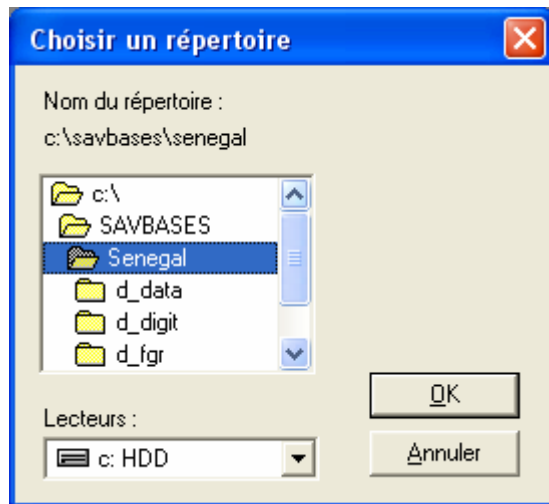 Choisir un répertoire
Nom du répertoire :
c:\savbases\senegal
c:\
SAVBASES
Senegal
d_data
d_digit
d_fgr
OK
Lecteurs :
c: HDD
Annuler